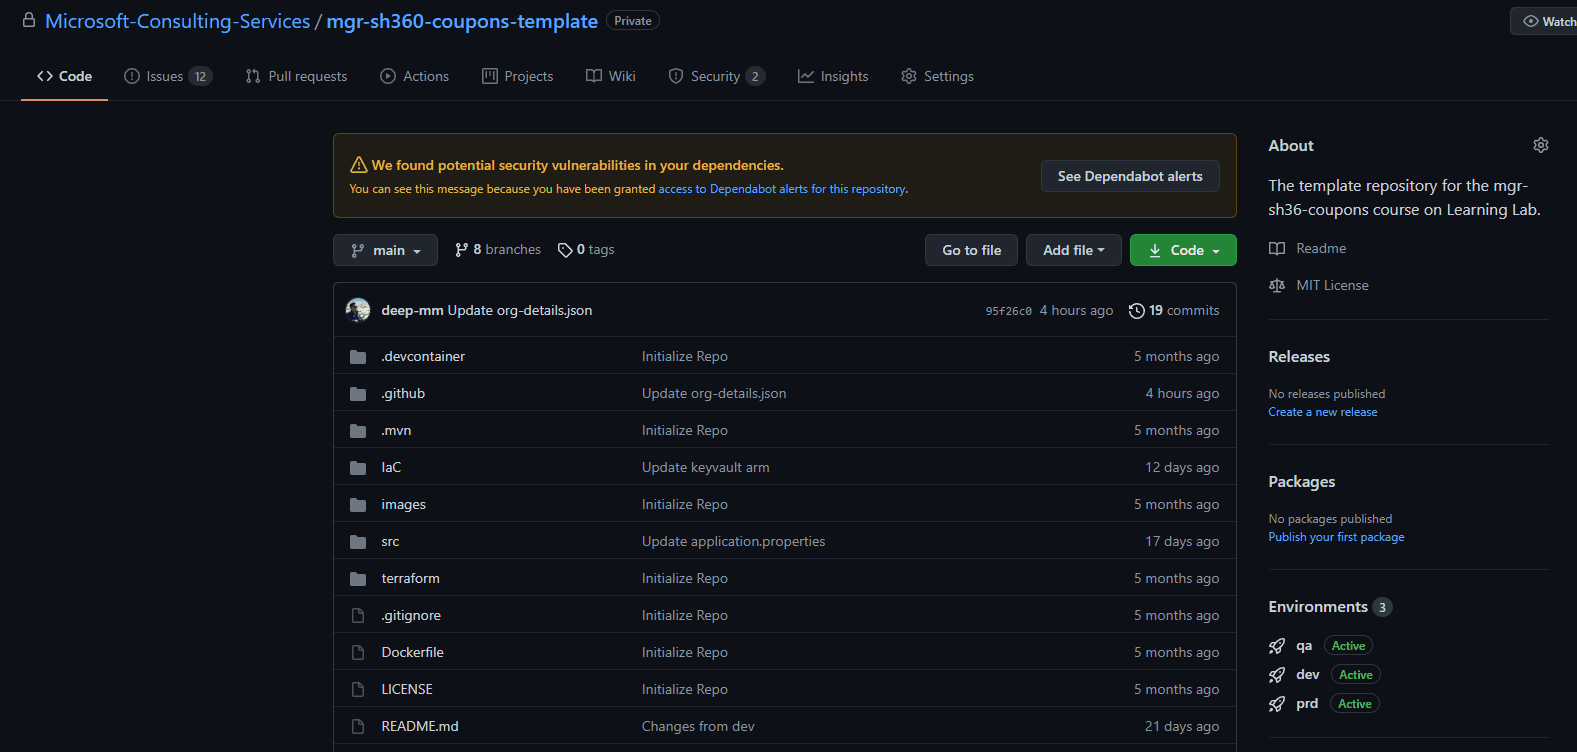 Microsoft-Consulting-Services / mgr-sh360-coupons-template Private
Watch
Code Issues 12 Pull requests Actions Projects Wiki Security 2 Insights Settings
We found potential security vulnerabilities in your dependencies.
You can see this message because you have been granted access to Dependabot alerts for this repository.
See Dependabot alerts
main 8 branches 0 tags Go to file Add file Code
deep-mm Update org-details.json 95f26c0 4 hours ago 19 commits
.devcontainer Initialize Repo 5 months ago
.github Update org-details.json 4 hours ago
.mvn Initialize Repo 5 months ago
IaC Update keyvault arm 12 days ago
images Initialize Repo 5 months ago
src Update application.properties 17 days ago
terraform Initialize Repo 5 months ago
.gitignore Initialize Repo 5 months ago
Dockerfile Initialize Repo 5 months ago
LICENSE Initialize Repo 5 months ago
README.md Changes from dev 21 days ago
About
The template repository for the mgr-
sh36-coupons course on Learning Lab.
Readme
MIT License
Releases
No releases published
Create a new release
Packages
No packages published
Publish your first package
Environments 3
qa Active
dev Active
prd Active